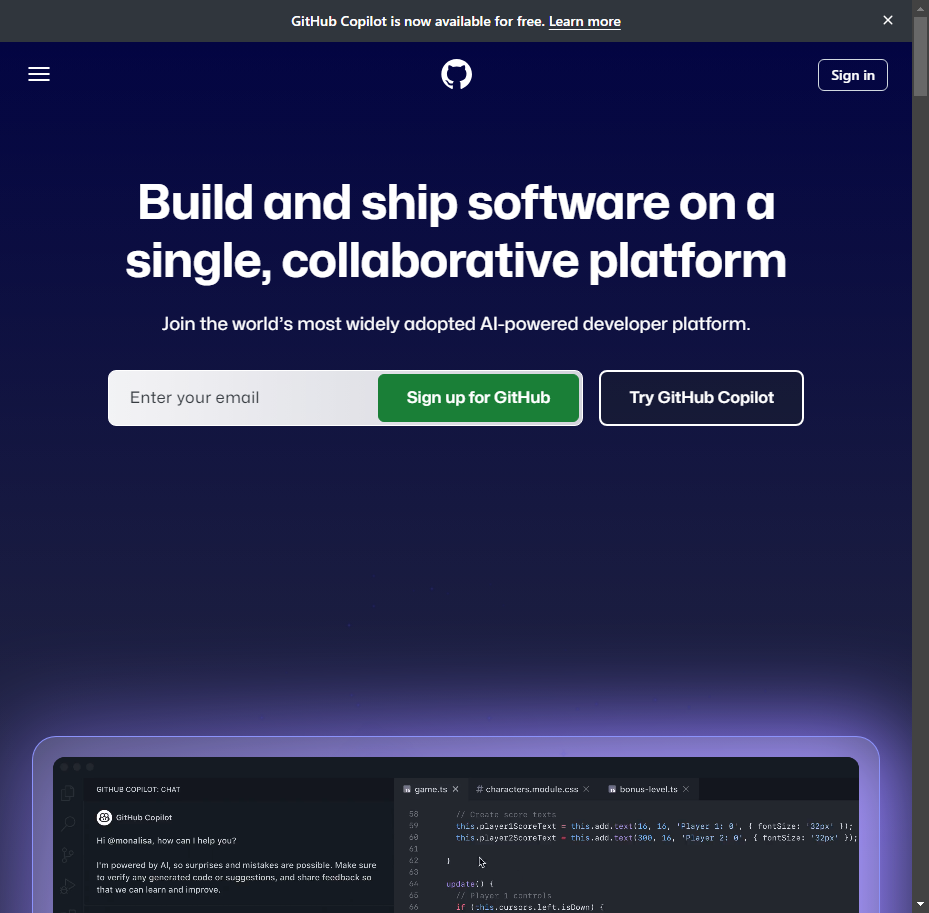 GitHub Copilot is now available for free. Learn more
Sign in
Build and ship software on a
single, collaborative platform
Join the world's most widely adopted AI-powered developer platform.
Enter your email
Sign up for GitHub
Try GitHub Copilot
GITHUB COPILOT: CHAT
GitHub Copilot
Hi @monalisa, how can I help you?
I'm powered by AI, so surprises and mistakes are possible. Make sure
to verify any generated code or suggestions, and share feedback so
that we can learn and improve.
game.ts
# characters.module.css
bonus-level.ts
58 // Create score texts
59 this.player1ScoreText = this.add.text(16, 16, 'Player 1: 0', { fontSize: '32px' });
60 this.player2ScoreText = this.add.text(300, 16, 'Player 2: 0', { fontSize: '32px' });
61
62 }
63
64 update() {
65 // Player 1 controls
66 if (this.cursors.left.isDown) {